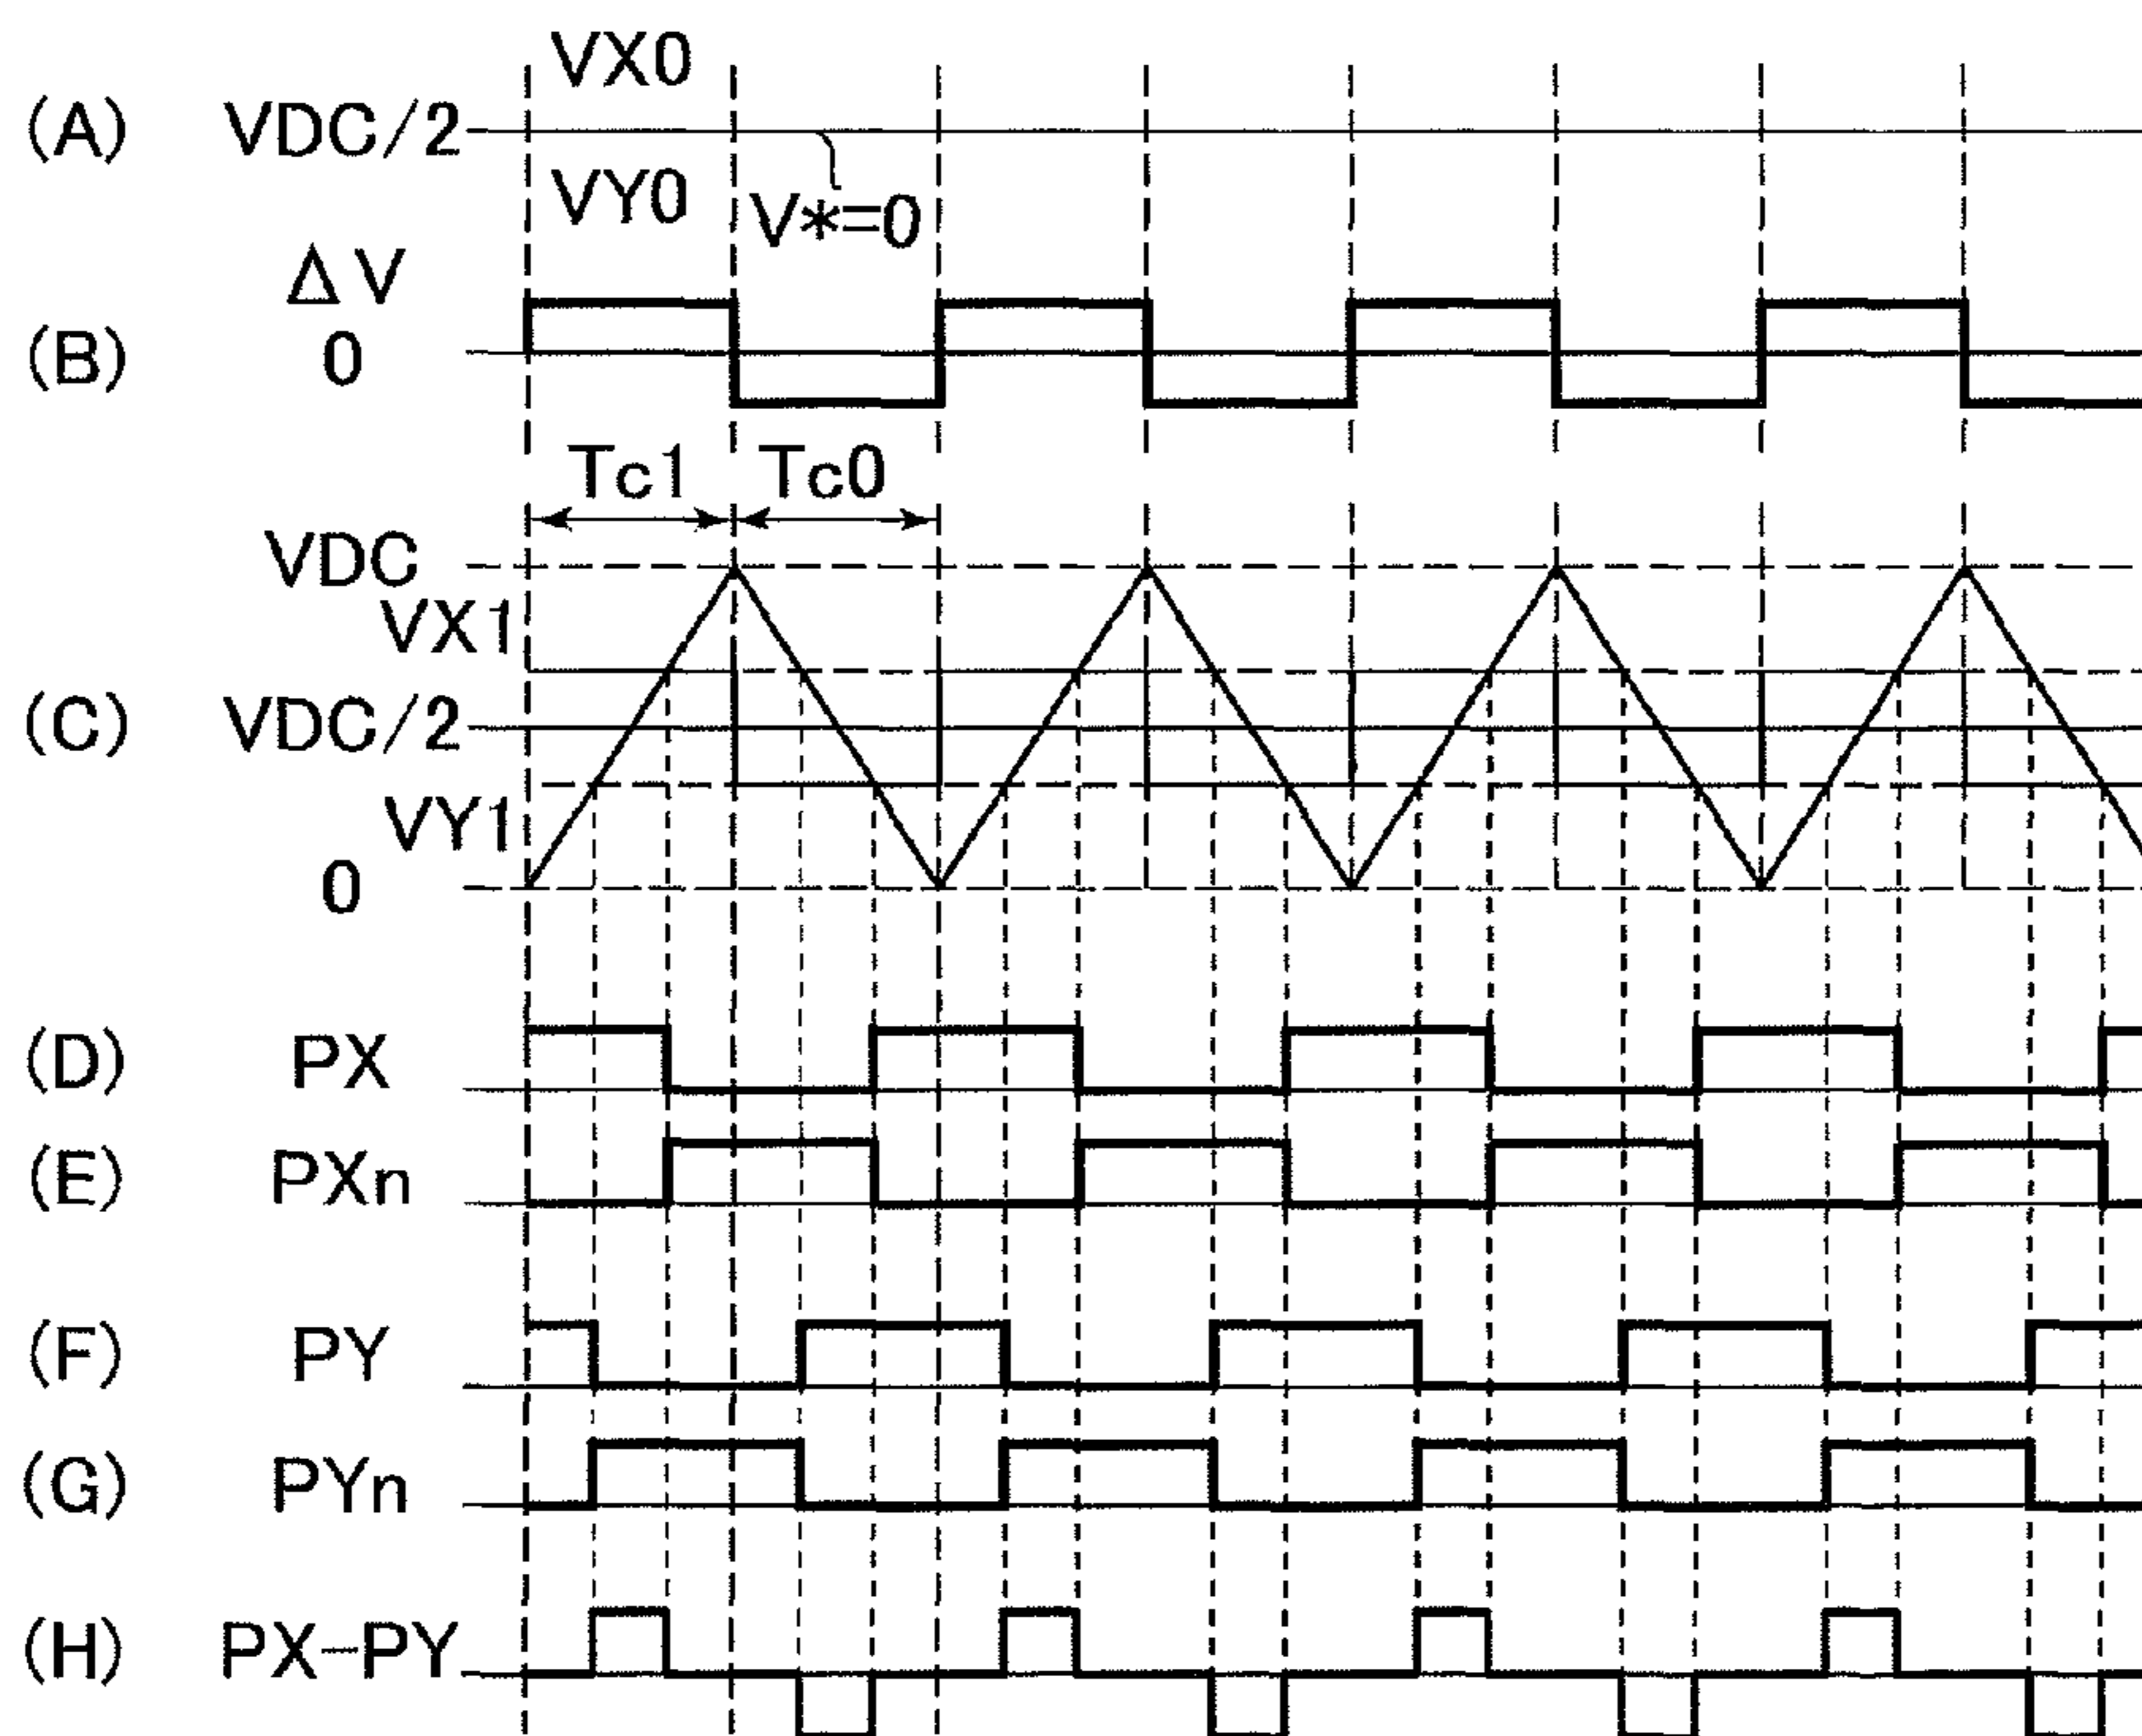 VX0
(A) VDC/2
VY0
V*=0
ΔV
(B) 0
Tc1 Tc0
VDC
VX1
(C) VDC/2
VY1
0
(D) PX
(E) PXn
(F) PY
(G) PYn
(H) PX-PY